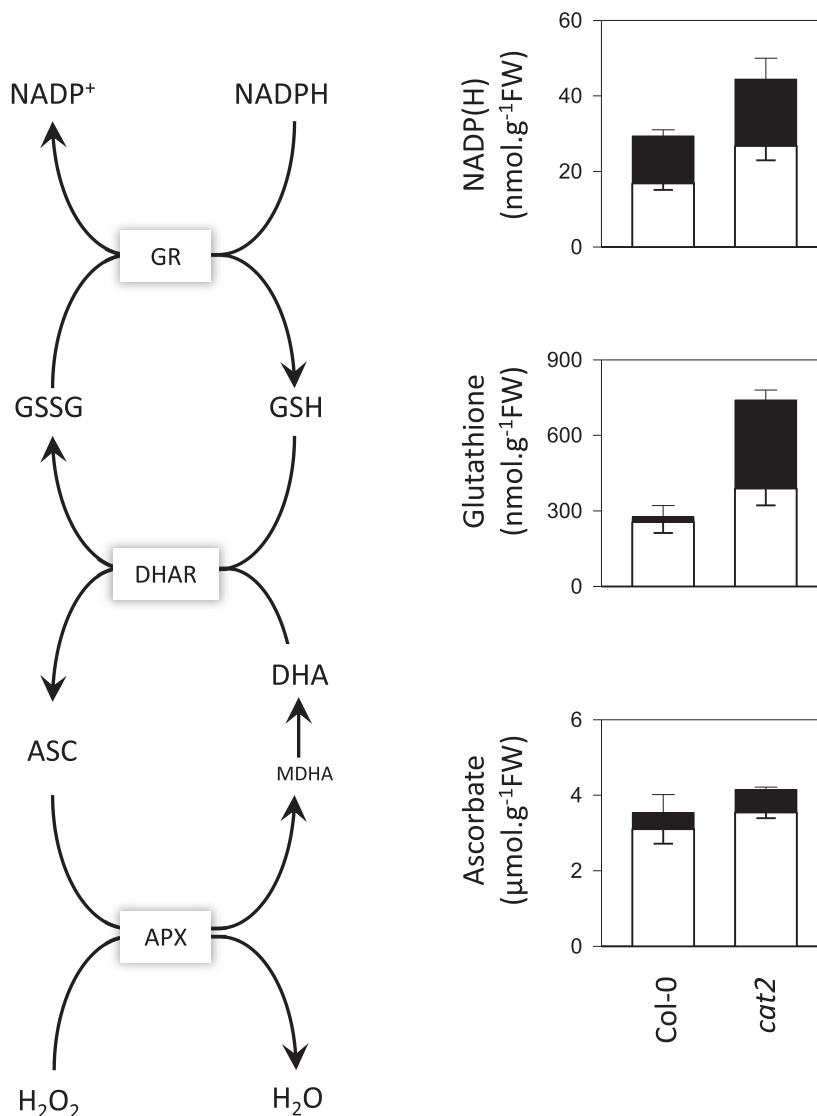 NADP⁺ NADPH
GR
GSSG GSH
DHAR
DHA
ASC
MDHA
APX
H₂O₂ H₂O
NADP(H)
(nmol.g⁻¹FW)
60
40
20
0
Glutathione
(nmol.g⁻¹FW)
900
600
300
0
Ascorbate
(µmol.g⁻¹FW)
6
4
2
0
Col-0
cat2